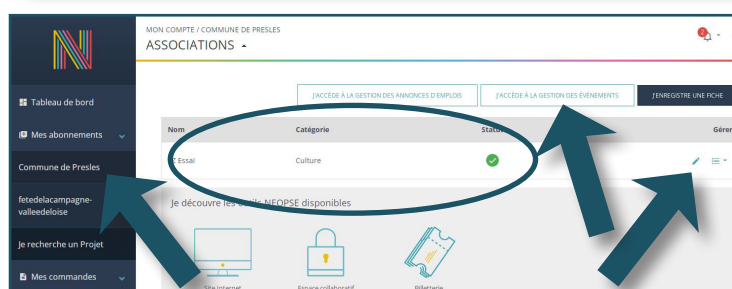 MON COMPTE / COMMUNE DE PRESLES
ASSOCIATIONS
2
Tableau de bord
Mes abonnements
Commune de Presles
fetedelacampagne-
valleedeloise
Je recherche un Projet
Mes commandes
J'ACCÈDE À LA GESTION DES ANNONCES D'EMPLOIS
J'ACCÈDE À LA GESTION DES ÉVÉNEMENTS
J'ENREGISTRE UNE FICHE
Nom Catégorie Gérer
Essai Culture
Je découvre les outils NEOPSE disponibles
Site Internet Espace collaboratif Billetterie